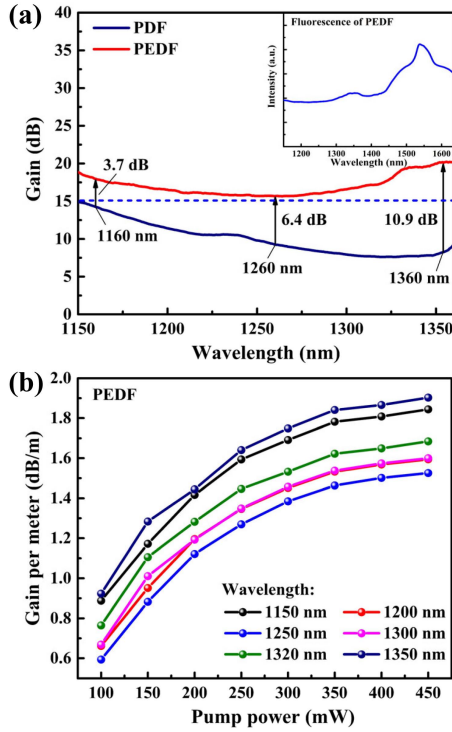 (a)
PDF
PEDF
Fluorescence of PEDF
Intensity (a.u.)
1200 1300 1400 1500 1600
Wavelength (nm)
Gain (dB)
40
35
30
25
20
15
10
5
0
3.7 dB
1160 nm
6.4 dB
1260 nm
10.9 dB
1360 nm
1150 1200 1250 1300 1350
Wavelength (nm)
(b)
PEDF
Gain per meter (dB/m)
2.0
1.8
1.6
1.4
1.2
1.0
0.8
0.6
Wavelength:
1150 nm 1200 nm
1250 nm 1300 nm
1320 nm 1350 nm
100 150 200 250 300 350 400 450
Pump power (mW)